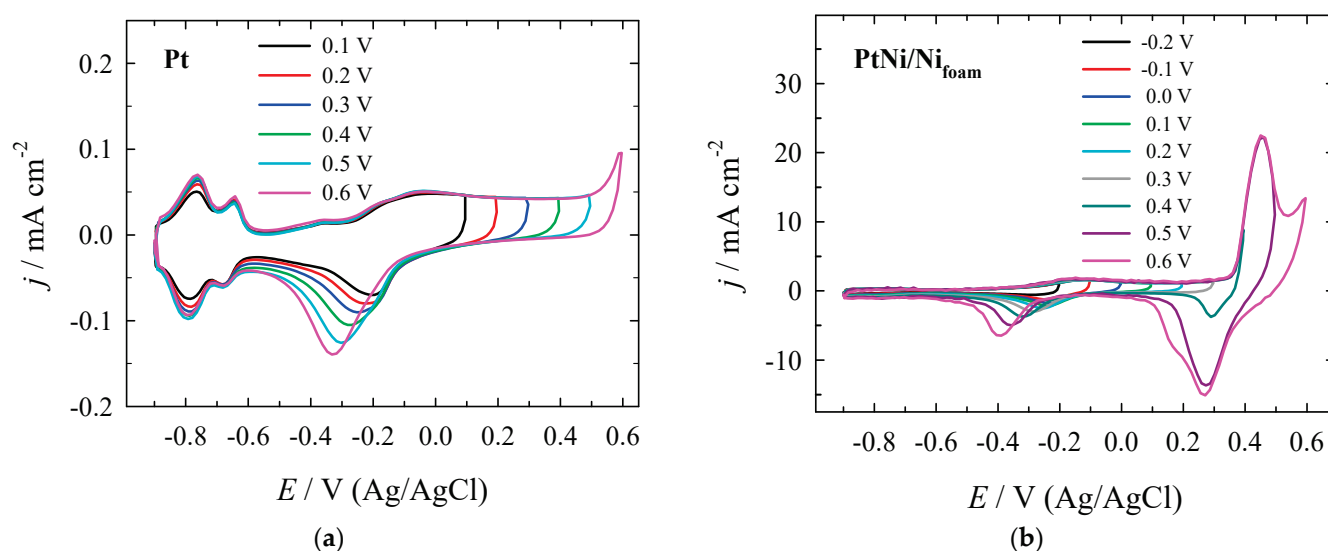 Pt
0.1 V
0.2 V
0.3 V
0.4 V
0.5 V
0.6 V
0.2
0.1
0.0
-0.1
-0.2
j / mA cm-2
-0.8 -0.6 -0.4 -0.2 0.0 0.2 0.4 0.6
E / V (Ag/AgCl)
(a)
PtNi/Nifoam
-0.2 V
-0.1 V
0.0 V
0.1 V
0.2 V
0.3 V
0.4 V
0.5 V
0.6 V
30
20
10
0
-10
j / mA cm-2
-0.8 -0.6 -0.4 -0.2 0.0 0.2 0.4 0.6
E / V (Ag/AgCl)
(b)